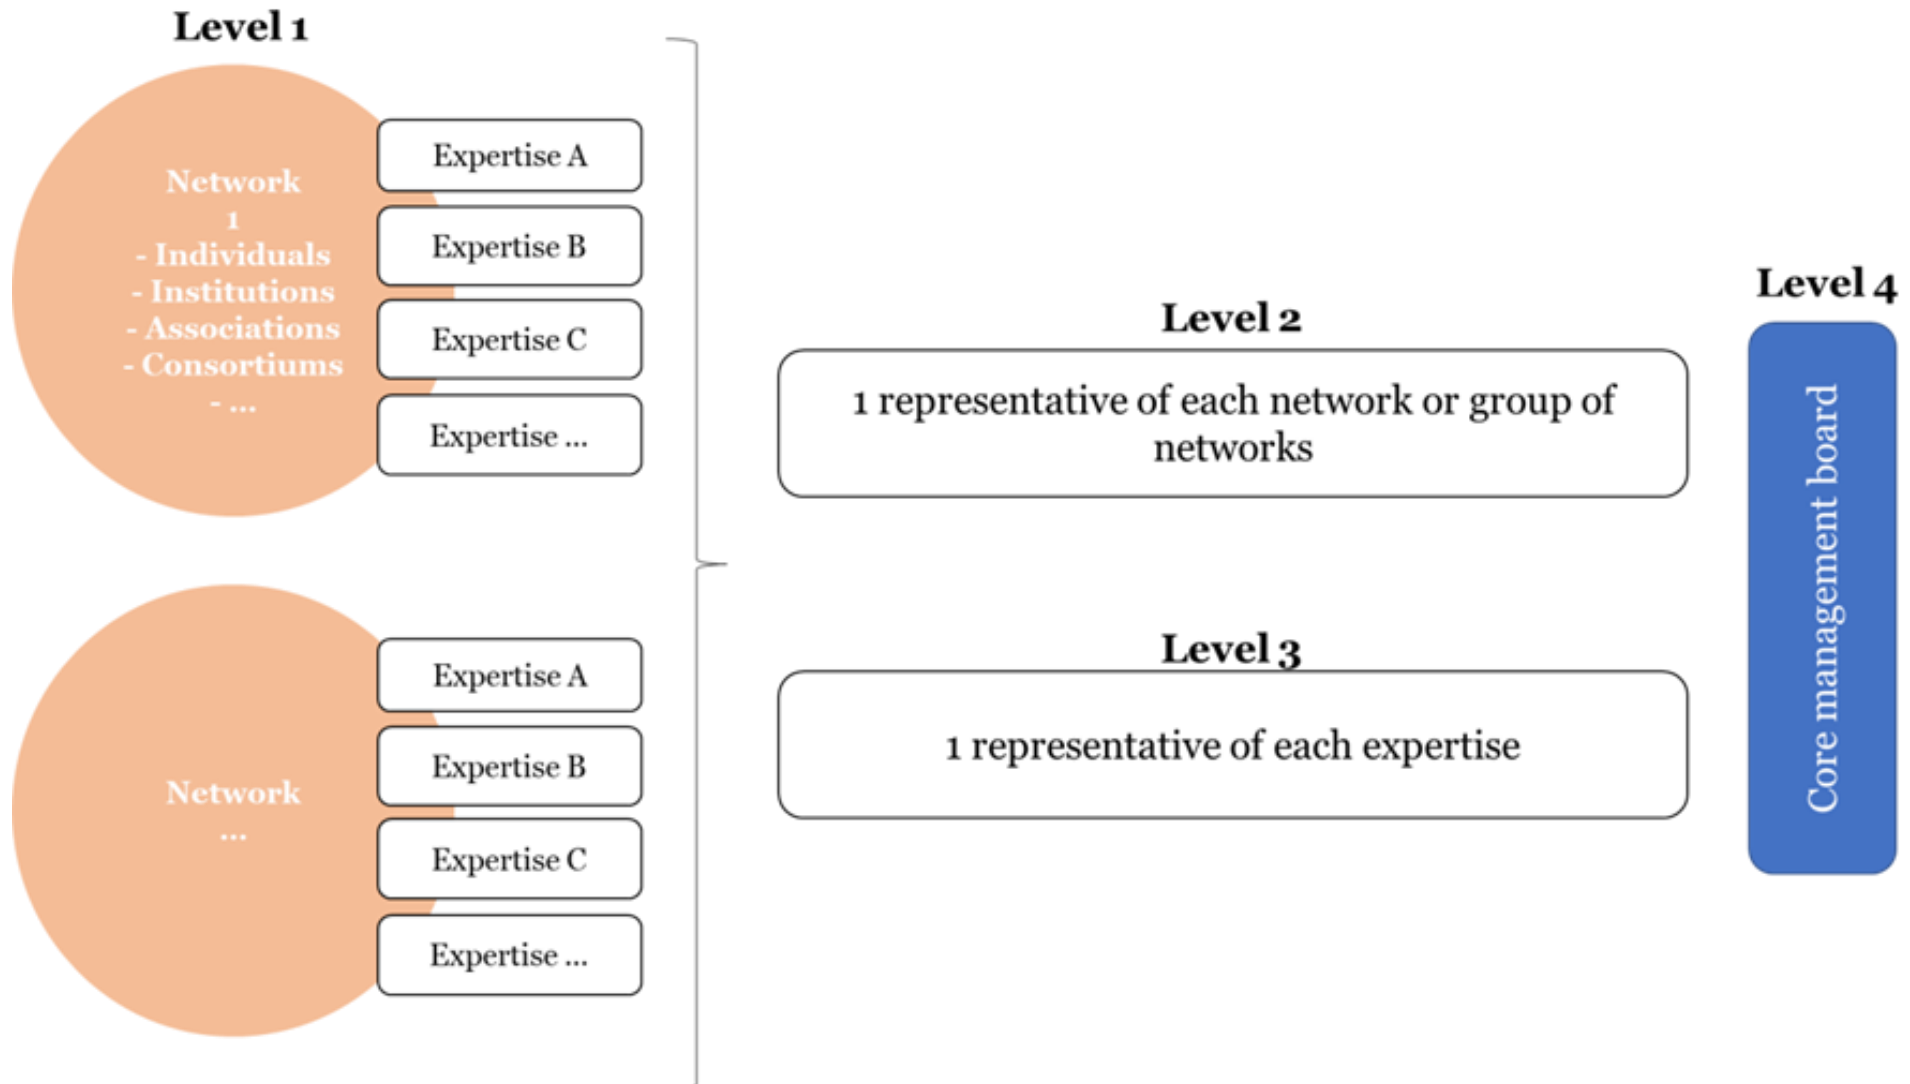 Level 1
Network
1
- Individuals
- Institutions
- Associations
- Consortiums
- ...
Expertise A
Expertise B
Expertise C
Expertise ...
Network
...
Expertise A
Expertise B
Expertise C
Expertise ...
Level 2
1 representative of each network or group of
networks
Level 3
1 representative of each expertise
Level 4
Core management board